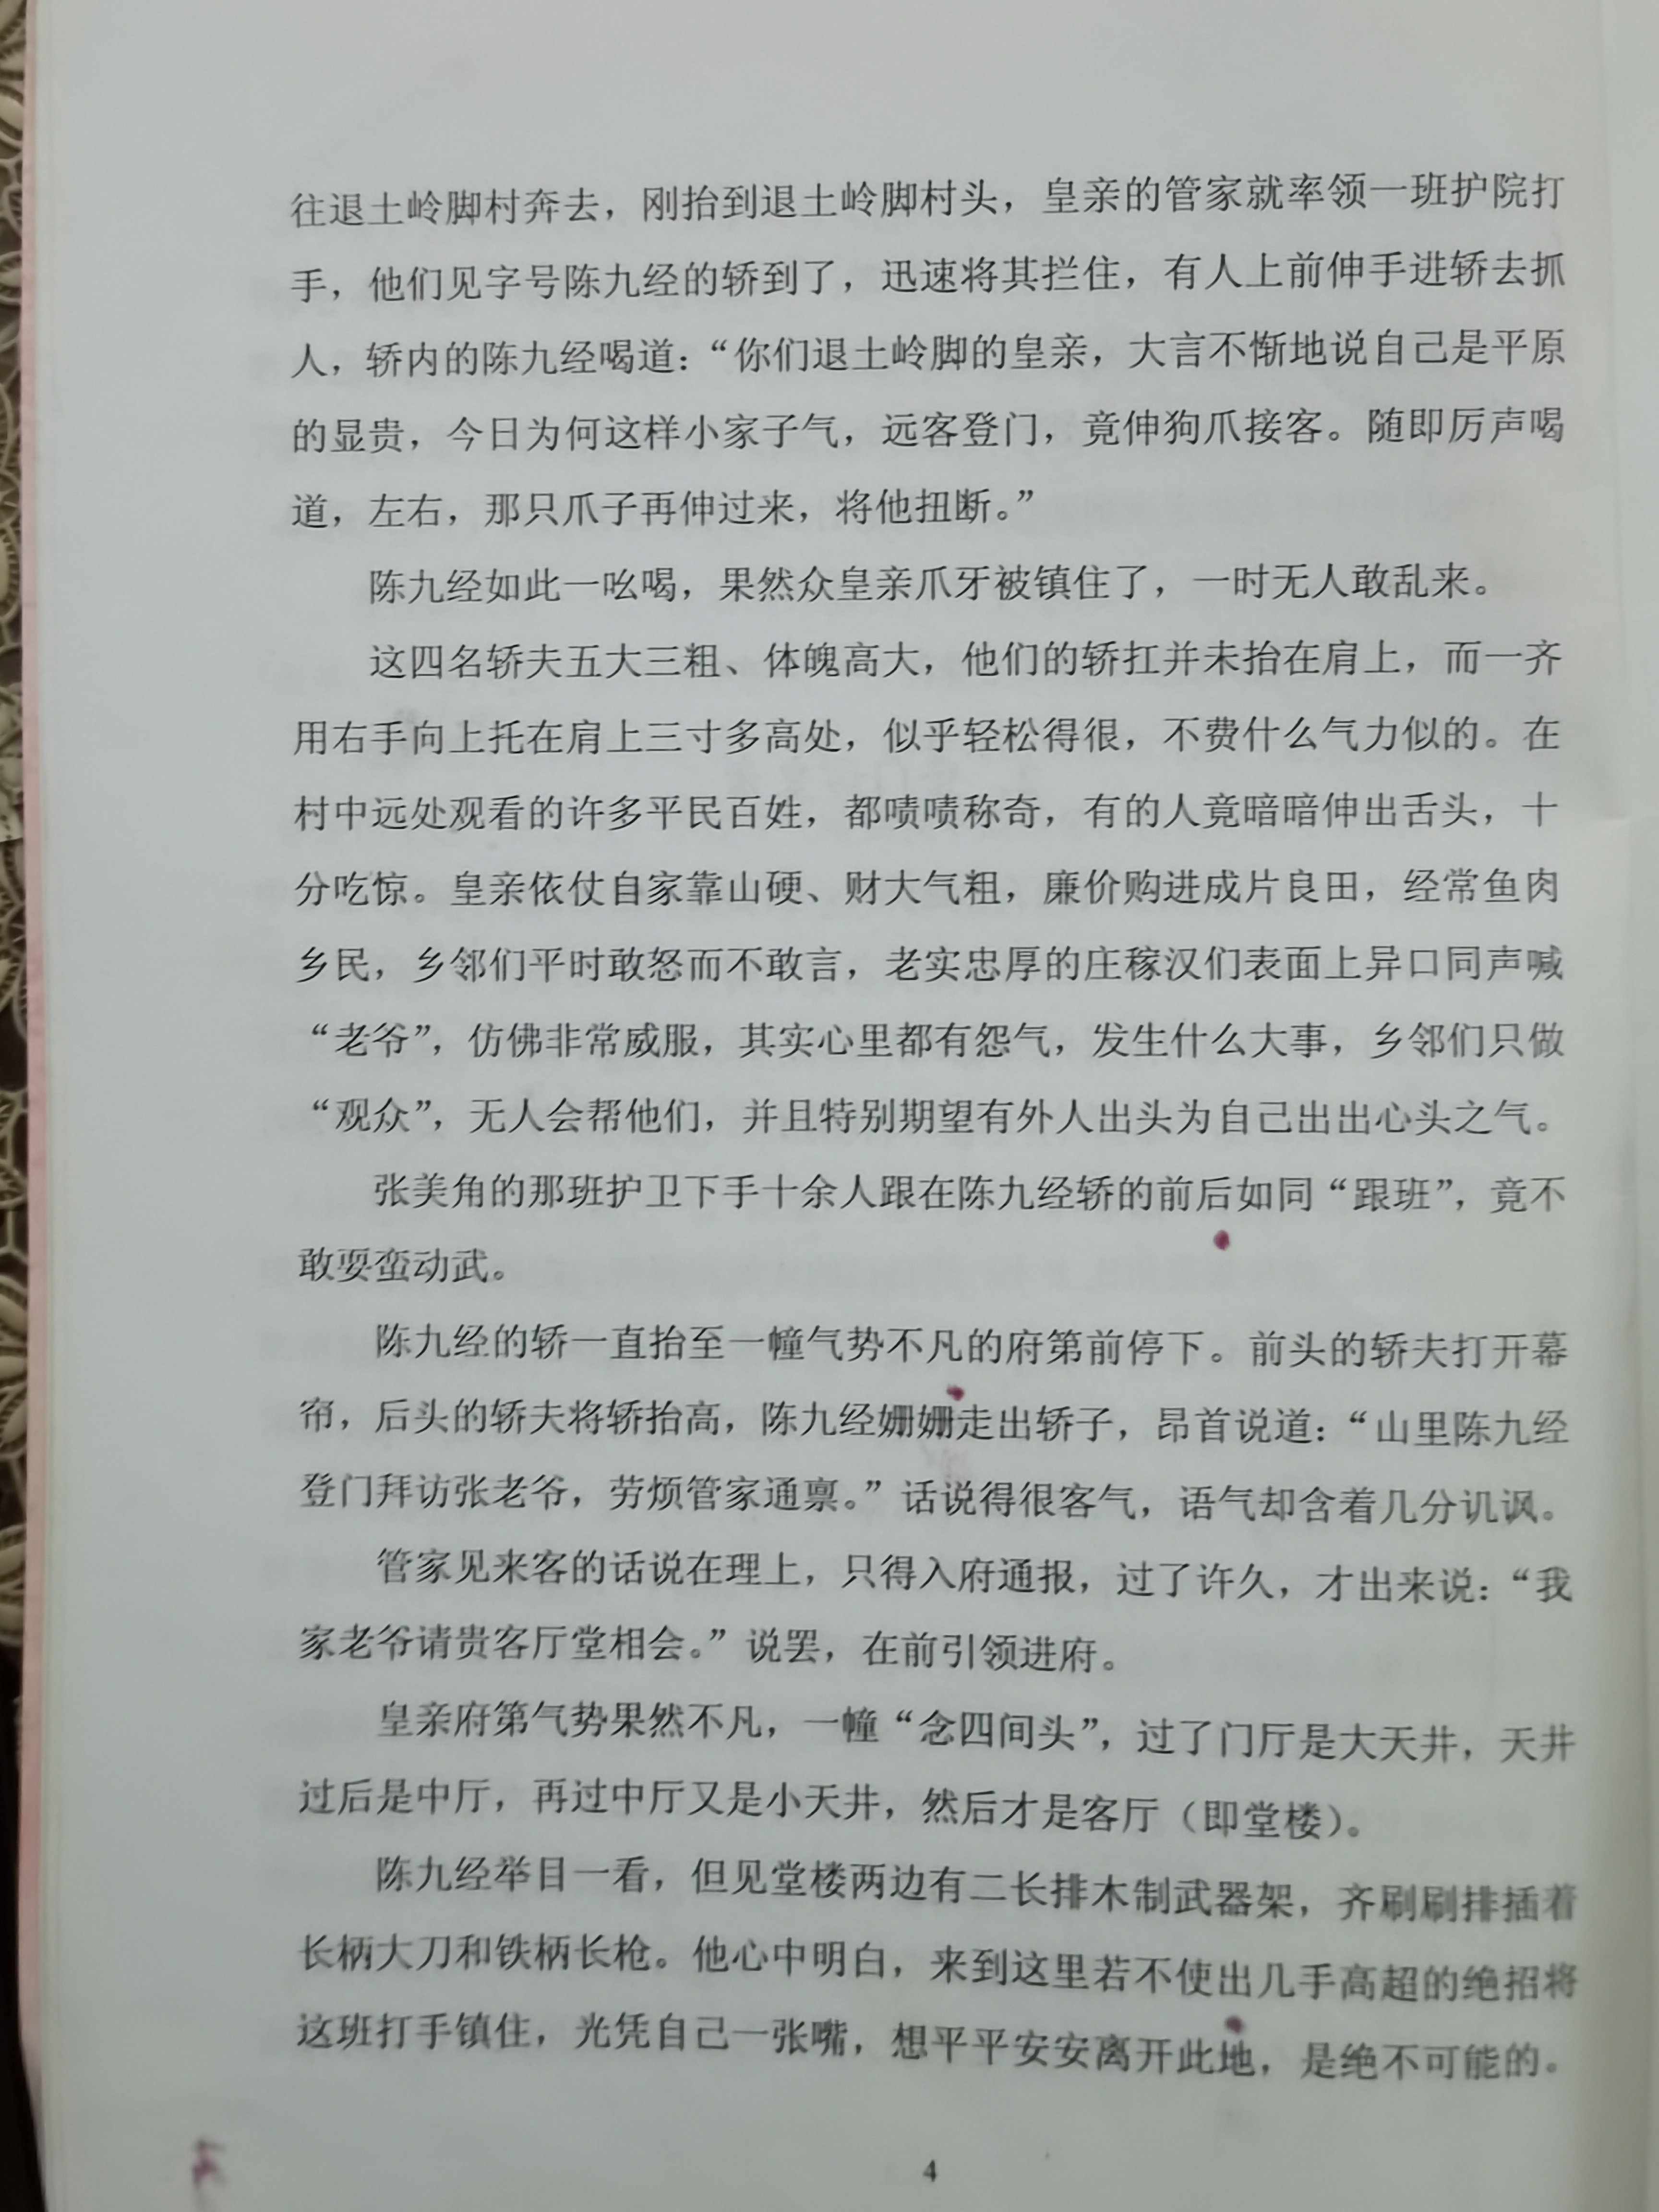 往退士岭脚村奔去，刚抬到退士岭脚村头，皇亲的管家就率领一班护院打
手，他们见字号陈九经的轿到了，迅速将其拦住，有人上前伸手进轿去抓
人，轿内的陈九经喝道：“你们退士岭脚的皇亲，大言不惭地说自己是平原
的显贵，今日为何这样小家子气，远客登门，竟伸狗爪接客。随即厉声喝
道，左右，那只爪子再伸过来，将他扭断。”
陈九经如此一吆喝，果然众皇亲爪牙被镇住了，一时无人敢乱来。
这四名轿夫五大三粗、体魄高大，他们的轿扛并未抬在肩上，而一齐
用右手向上托在肩上三寸多高处，似乎轻松得很，不费什么气力似的。在
村中远处观看的许多平民百姓，都啧啧称奇，有的人竟暗暗伸出舌头，十
分吃惊。皇亲依仗自家靠山硬、财大气粗，廉价购进成片良田，经常鱼肉
乡民，乡邻们平时敢怒而不敢言，老实忠厚的庄稼汉们表面上异口同声喊
“老爷”，仿佛非常威服，其实心里都有怨气，发生什么大事，乡邻们只做
“观众”，无人会帮他们，并且特别期望有外人出头为自己出出心头之气。
张美角的那班护卫下手十余人跟在陈九经轿的前后如同“跟班”，竟不
敢耍蛮动武。
陈九经的轿一直抬至一幢气势不凡的府第前停下。前头的轿夫打开幕
帘，后头的轿夫将轿抬高，陈九经姗姗走出轿子，昂首说道：“山里陈九经
登门拜访张老爷，劳烦管家通禀。”话说得很客气，语气却含着几分讥讽。
管家见来客的话说在理上，只得入府通报，过了许久，才出来说：“我
家老爷请贵客厅堂相会。”说罢，在前引领进府。
皇亲府第气势果然不凡，一幢“念四间头”，过了门厅是大天井，天井
过后是中厅，再过中厅又是小天井，然后才是客厅（即堂楼）。
陈九经举目一看，但见堂楼两边有二长排木制武器架，齐刷刷排插着
长柄大刀和铁柄长枪。他心中明白，来到这里若不使出几手高超的绝招将
这班打手镇住，光凭自己一张嘴，想平平安安离开此地，是绝不可能的。
4